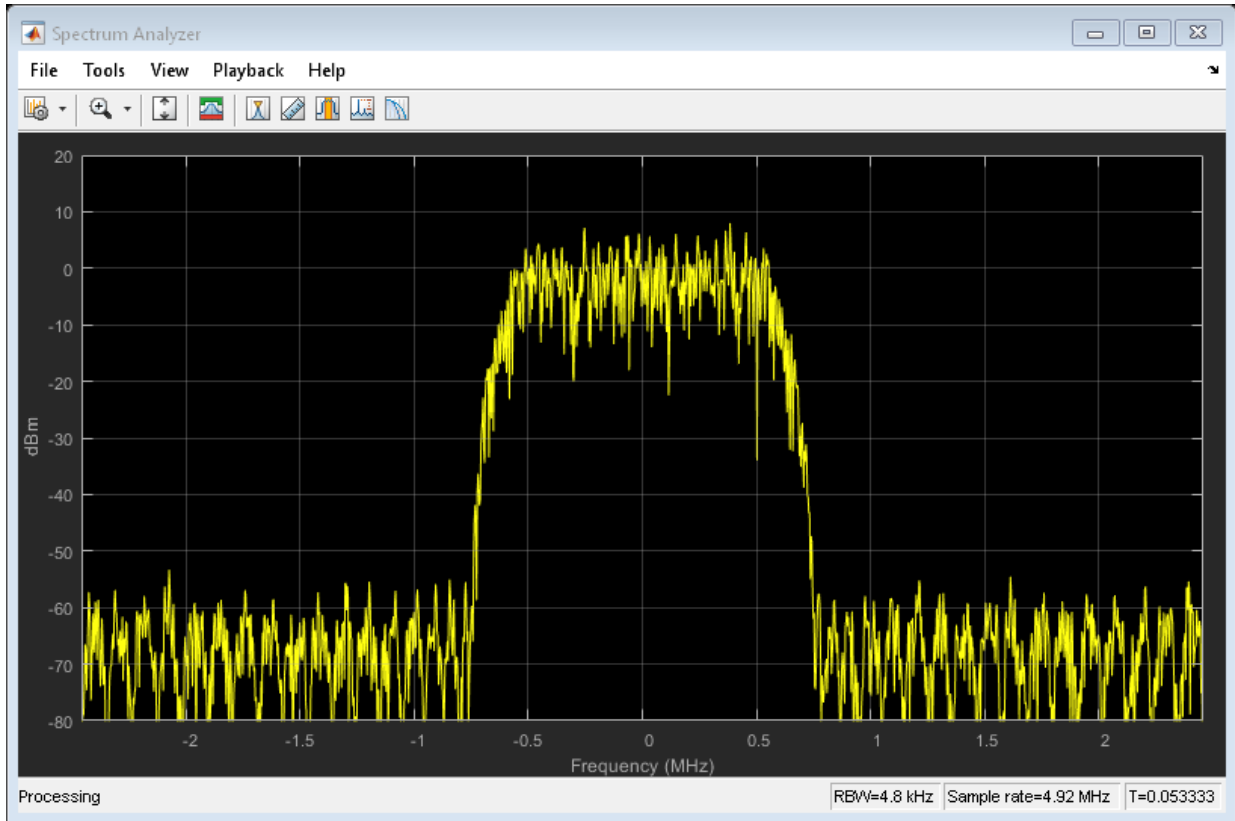 Spectrum Analyzer
File Tools View Playback Help
20
10
0
-10
-20
-30
-40
-50
-60
-70
-80
dBm
-2 -1.5 -1 -0.5 0 0.5 1 1.5 2
Frequency (MHz)
Processing RBW=4.8 kHz Sample rate=4.92 MHz T=0.053333